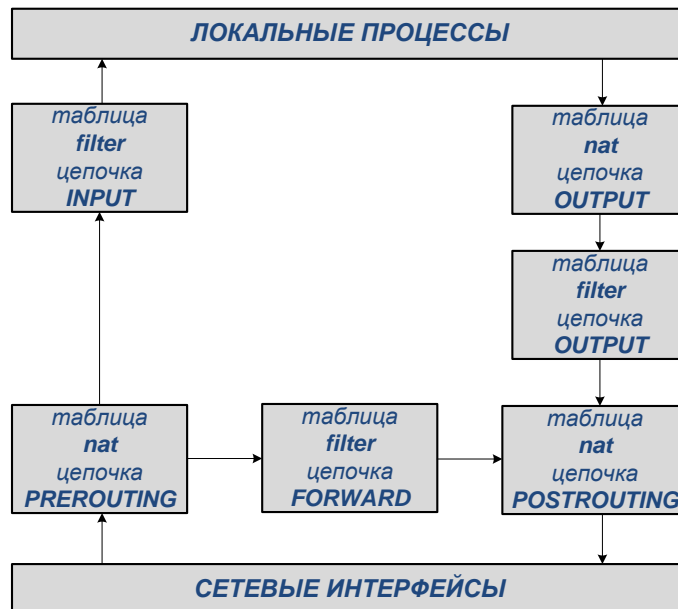 ЛОКАЛЬНЫЕ ПРОЦЕССЫ
таблица
filter
цепочка
INPUT
таблица
nat
цепочка
OUTPUT
таблица
filter
цепочка
OUTPUT
таблица
nat
цепочка
PREROUTING
таблица
filter
цепочка
FORWARD
таблица
nat
цепочка
POSTROUTING
СЕТЕВЫЕ ИНТЕРФЕЙСЫ